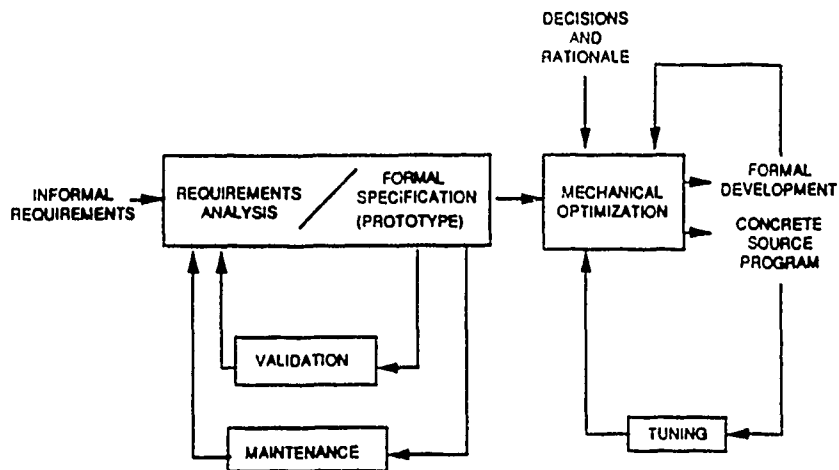 DECISIONS
AND
RATIONALE
INFORMAL
REQUIREMENTS
REQUIREMENTS
ANALYSIS
FORMAL
SPECIFICATION
(PROTOTYPE)
MECHANICAL
OPTIMIZATION
FORMAL
DEVELOPMENT
CONCRETE
SOURCE
PROGRAM
VALIDATION
MAINTENANCE
TUNING